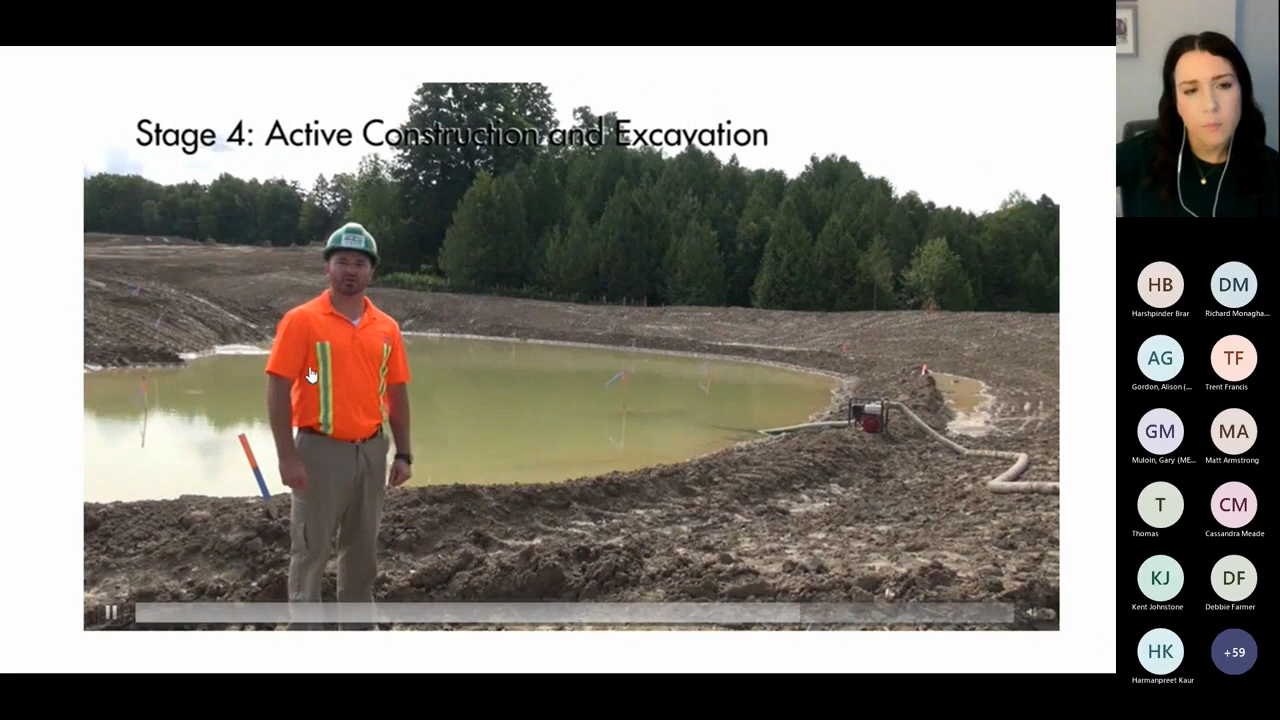 Stage 4: Active Construction and Excavation
HB
DM
Harshpinder Brar
Richard Monagha...
AG
TF
Gordon, Alison (...
Trent Francis
GM
MA
Muloin, Gary (ME...
Matt Armstrong
T
CM
Thomas
Cassandra Meade
KJ
DF
Kent Johnstone
Debbie Farmer
HK
+59
Harmanpreet Kaur